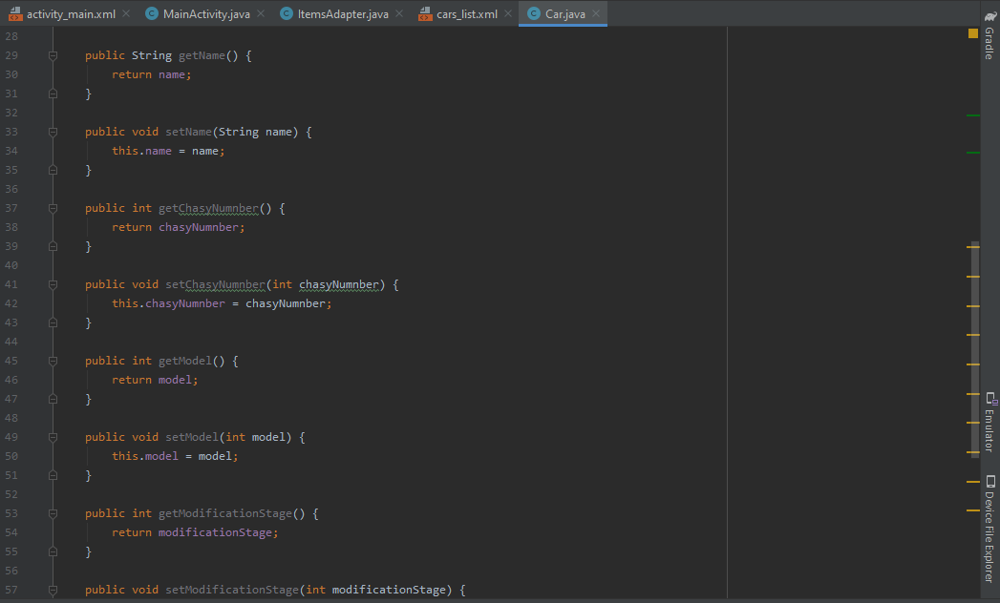 activity_main.xml MainActivity.java ItemsAdapter.java cars_list.xml Car.java
28
29 public String getName() {
30 return name;
31 }
32
33 public void setName(String name) {
34 this.name = name;
35 }
36
37 public int getChasyNumnber() {
38 return chasyNumnber;
39 }
40
41 public void setChasyNumnber(int chasyNumnber) {
42 this.chasyNumnber = chasyNumnber;
43 }
44
45 public int getModel() {
46 return model;
47 }
48
49 public void setModel(int model) {
50 this.model = model;
51 }
52
53 public int getModificationStage() {
54 return modificationStage;
55 }
56
57 public void setModificationStage(int modificationStage) {
Gradle
Emulator
Device File Explorer